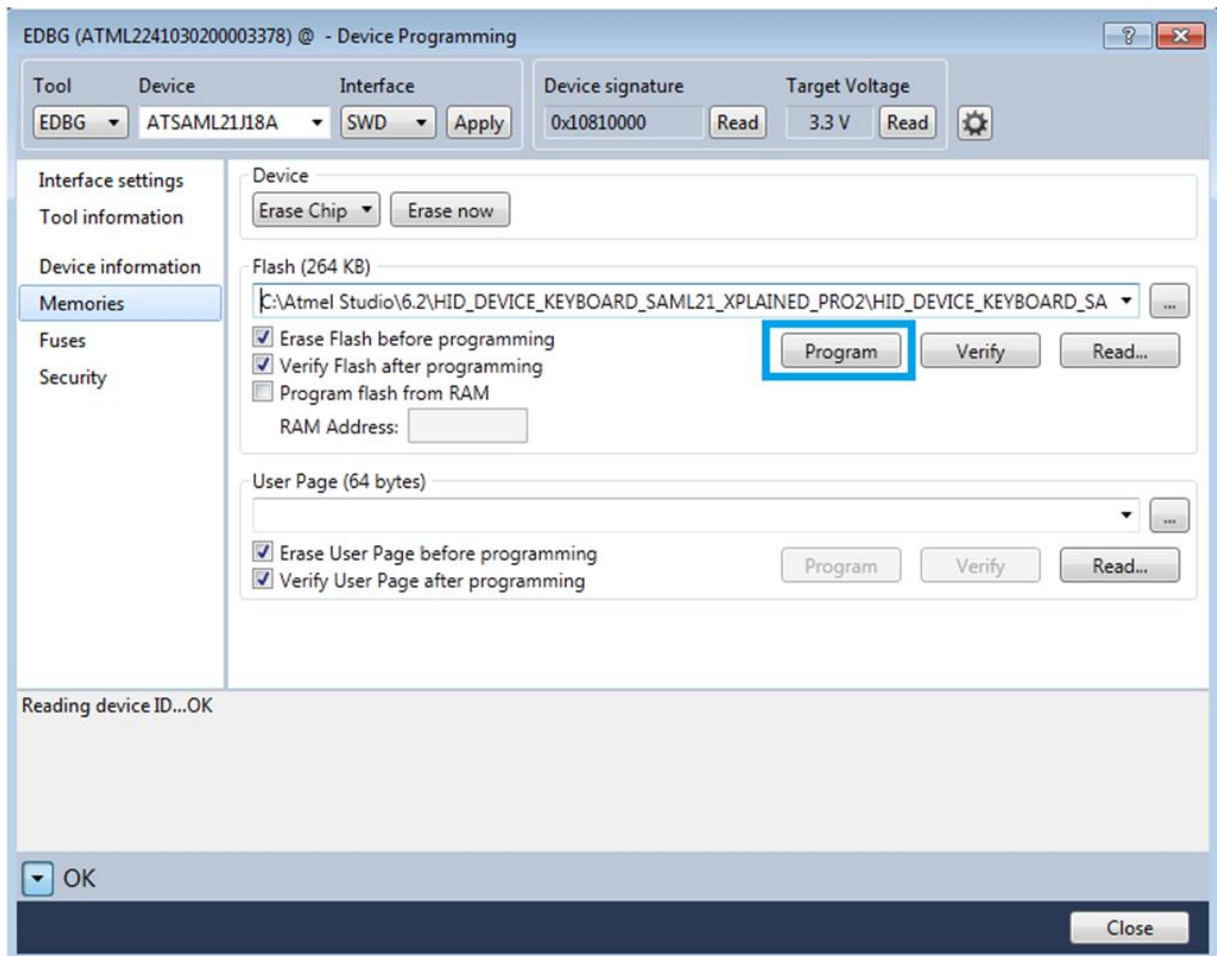 EDBG (ATML2241030200003378) @  - Device Programming
Tool Device Interface Device signature Target Voltage
EDBG ATSAML21J18A SWD Apply 0x10810000 Read 3.3 V Read
Interface settings
Tool information
Device information
Memories
Fuses
Security
Device
Erase Chip Erase now
Flash (264 KB)
C:\Atmel Studio\6.2\HID_DEVICE_KEYBOARD_SAML21_XPLAINED_PRO2\HID_DEVICE_KEYBOARD_SA ...
Erase Flash before programming
Verify Flash after programming
Program flash from RAM
RAM Address:
Program Verify Read...
User Page (64 bytes)
...
Erase User Page before programming
Verify User Page after programming
Program Verify Read...
Reading device ID...OK
OK
Close